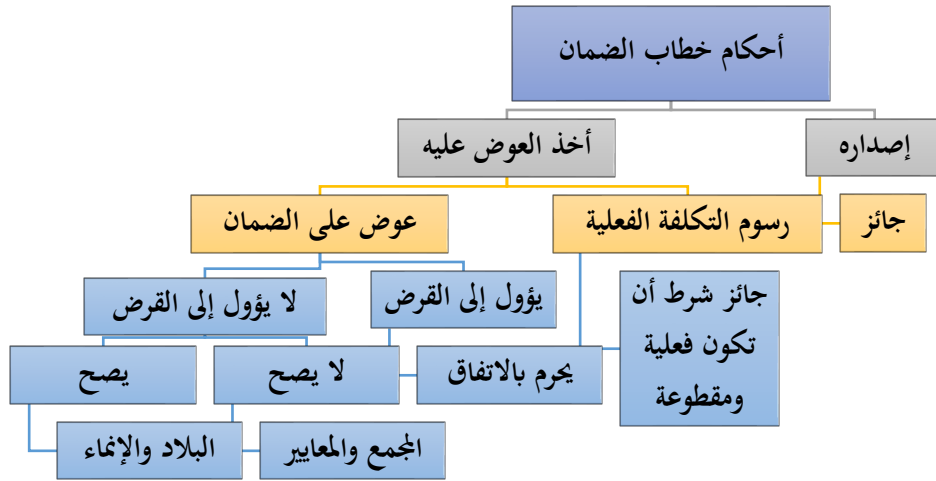 أحكام خطاب الضمان
إصداره
أخذ العوض عليه
جائز
رسوم التكلفة الفعلية
عوض على الضمان
جائز شرط أن
تكون فعلية
ومقطوعة
يؤول إلى القرض
لا يؤول إلى القرض
يحرم بالاتفاق
لا يصح
يصح
المجمع والمعايير
البلاد والإنماء